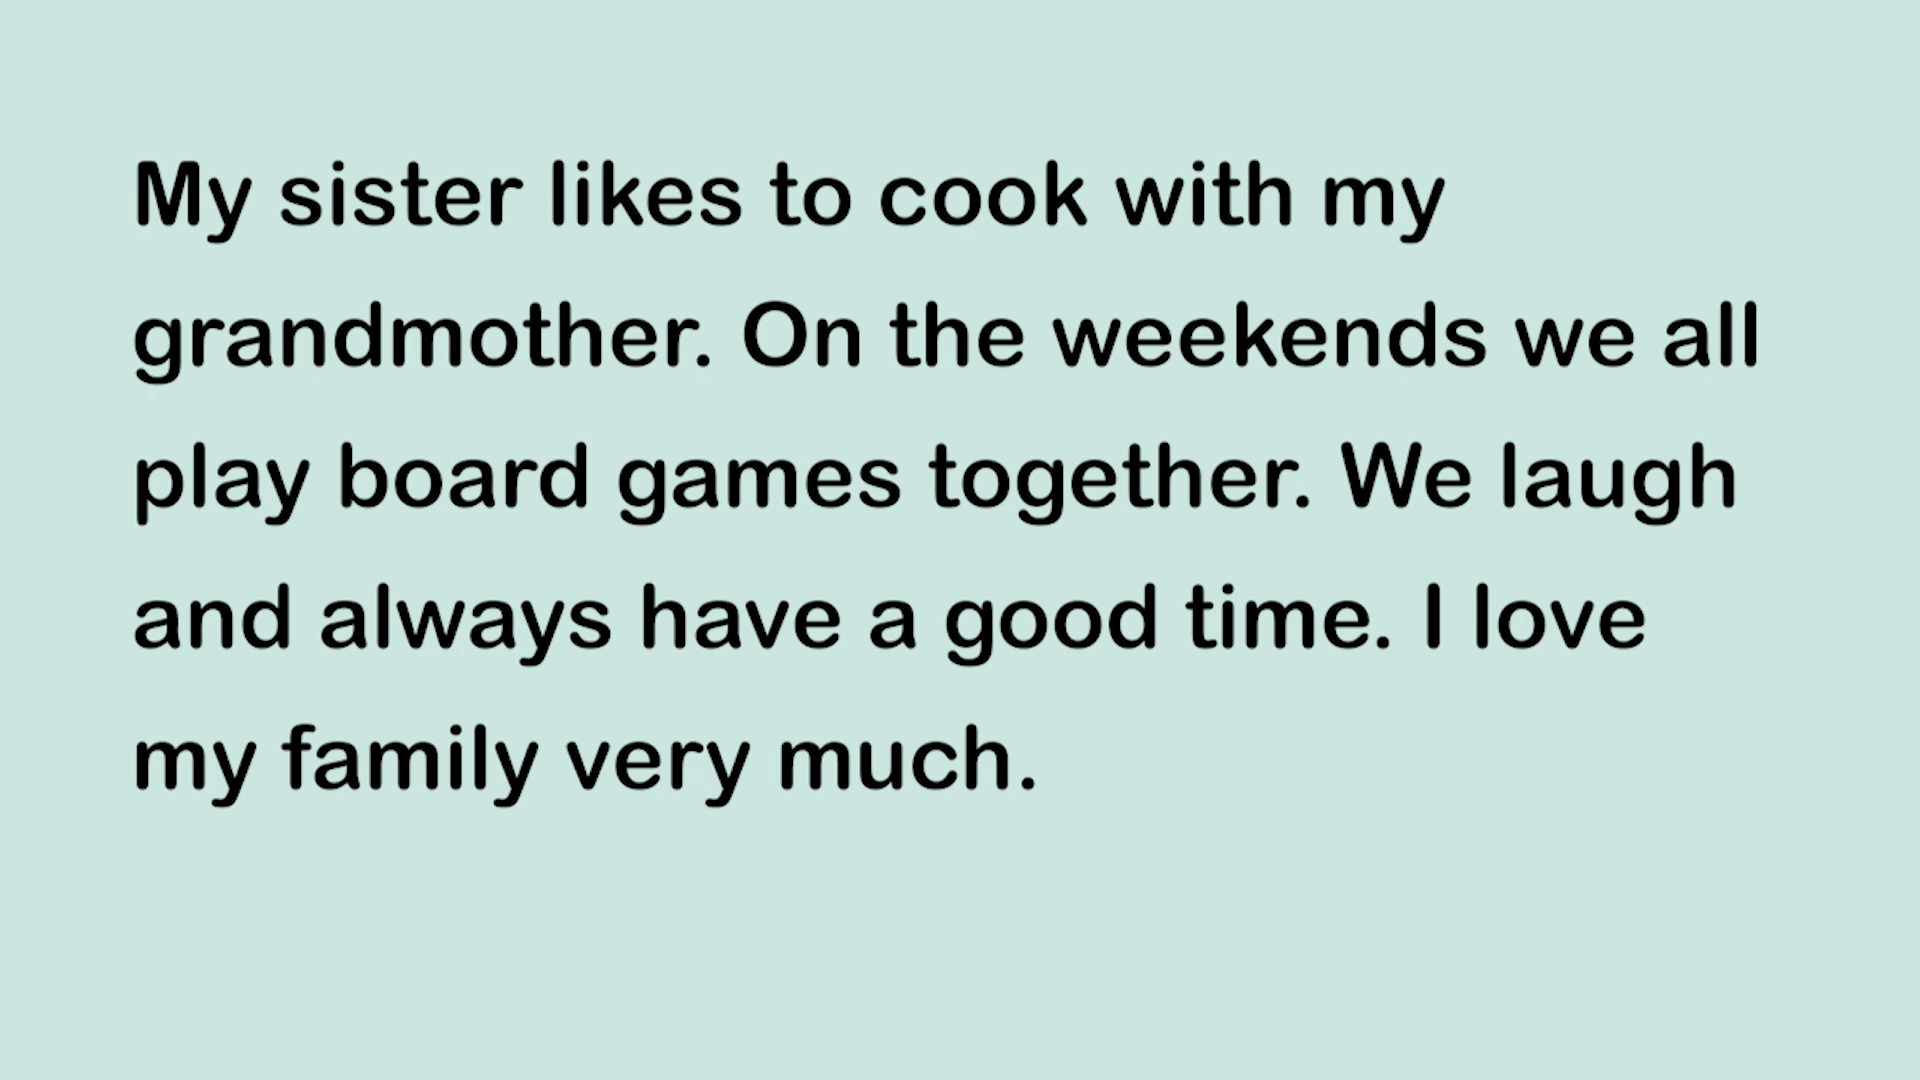 My sister likes to cook with my
grandmother. On the weekends we all
play board games together. We laugh
and always have a good time. I love
my family very much.